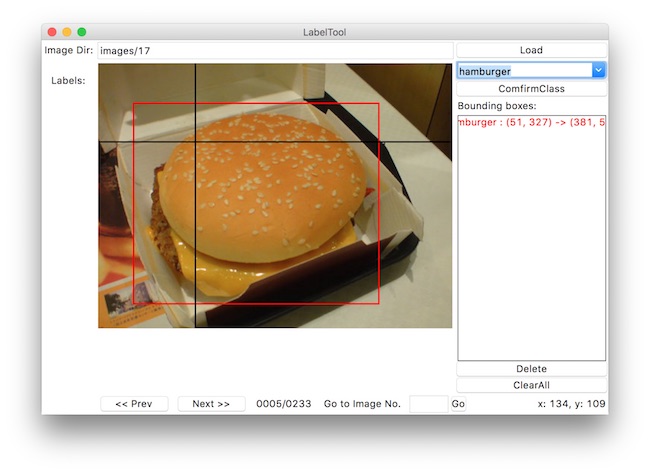 LabelTool
Image Dir: images/17 Load
Labels: hamburger
ComfirmClass
Bounding boxes:
mburger : (51, 327) -> (381, 5
Delete
ClearAll
<< Prev Next >> 0005/0233 Go to Image No. Go x: 134, y: 109